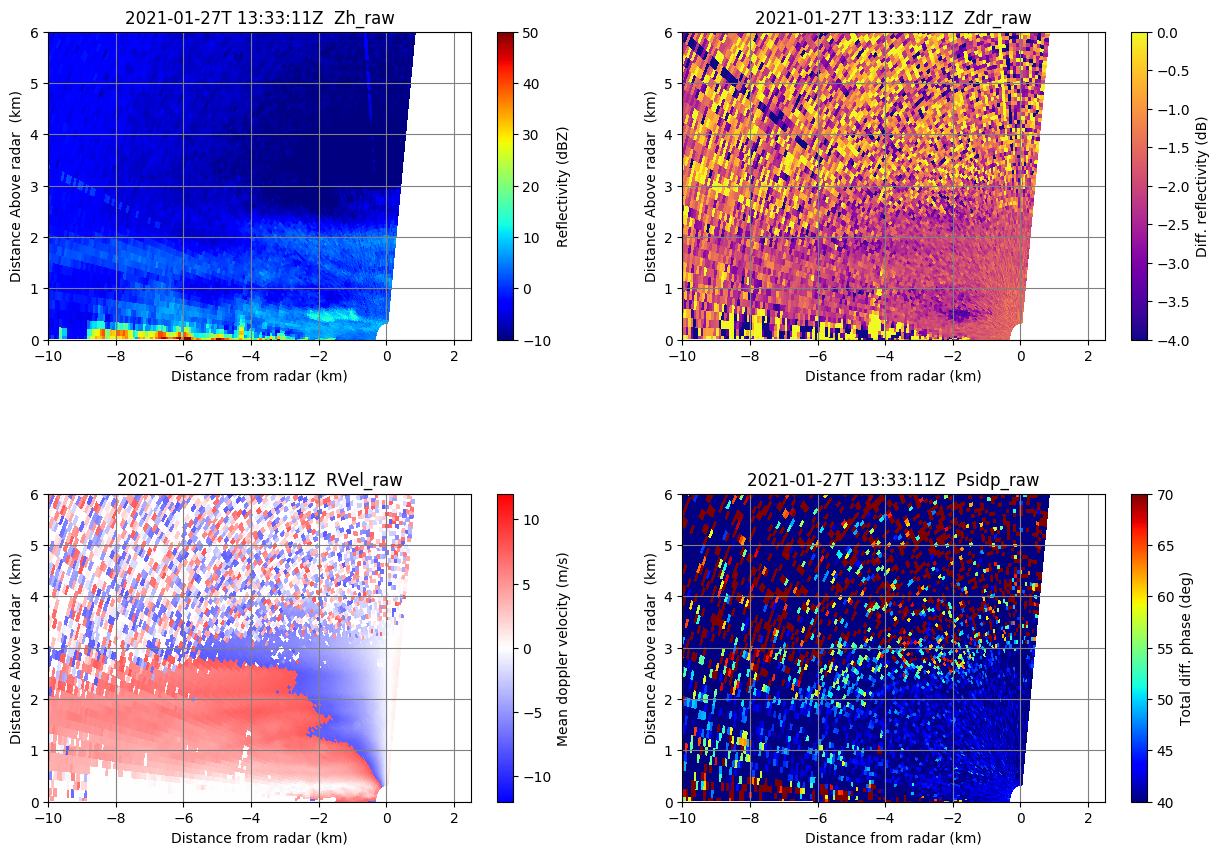 2021-01-27T 13:33:11Z  Zh_raw
Distance Above radar  (km)
6
5
4
3
2
1
0
−10 −8 −6 −4 −2 0 2
Distance from radar (km)
50
40
30
20
10
0
−10
Reflectivity (dBZ)
2021-01-27T 13:33:11Z  Zdr_raw
Distance Above radar  (km)
6
5
4
3
2
1
0
−10 −8 −6 −4 −2 0 2
Distance from radar (km)
0.0
−0.5
−1.0
−1.5
−2.0
−2.5
−3.0
−3.5
−4.0
Diff. reflectivity (dB)
2021-01-27T 13:33:11Z  RVel_raw
Distance Above radar  (km)
6
5
4
3
2
1
0
−10 −8 −6 −4 −2 0 2
Distance from radar (km)
10
5
0
−5
−10
Mean doppler velocity (m/s)
2021-01-27T 13:33:11Z  Psidp_raw
Distance Above radar  (km)
6
5
4
3
2
1
0
−10 −8 −6 −4 −2 0 2
Distance from radar (km)
70
65
60
55
50
45
40
Total diff. phase (deg)